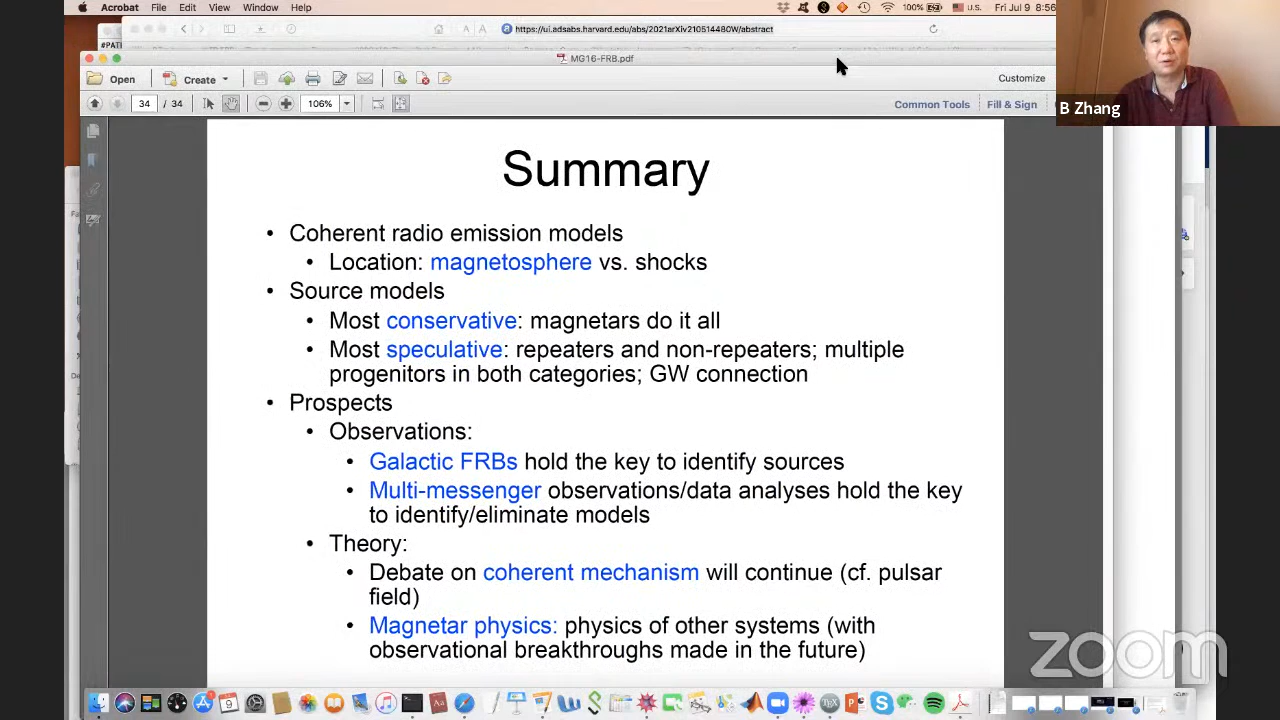 Acrobat File Edit View Window Help
100% U.S. Fri Jul 9 8:56
https://ui.adsabs.harvard.edu/abs/2021arXiv210514480W/abstract
#PATH
MG16-FRB.pdf
Open Create Customize
34 / 34 106% Common Tools Fill & Sign
B Zhang
Summary
• Coherent radio emission models
• Location: magnetosphere vs. shocks
• Source models
• Most conservative: magnetars do it all
• Most speculative: repeaters and non-repeaters; multiple
progenitors in both categories; GW connection
• Prospects
• Observations:
• Galactic FRBs hold the key to identify sources
• Multi-messenger observations/data analyses hold the key
to identify/eliminate models
• Theory:
• Debate on coherent mechanism will continue (cf. pulsar
field)
• Magnetar physics: physics of other systems (with
observational breakthroughs made in the future)
zoom